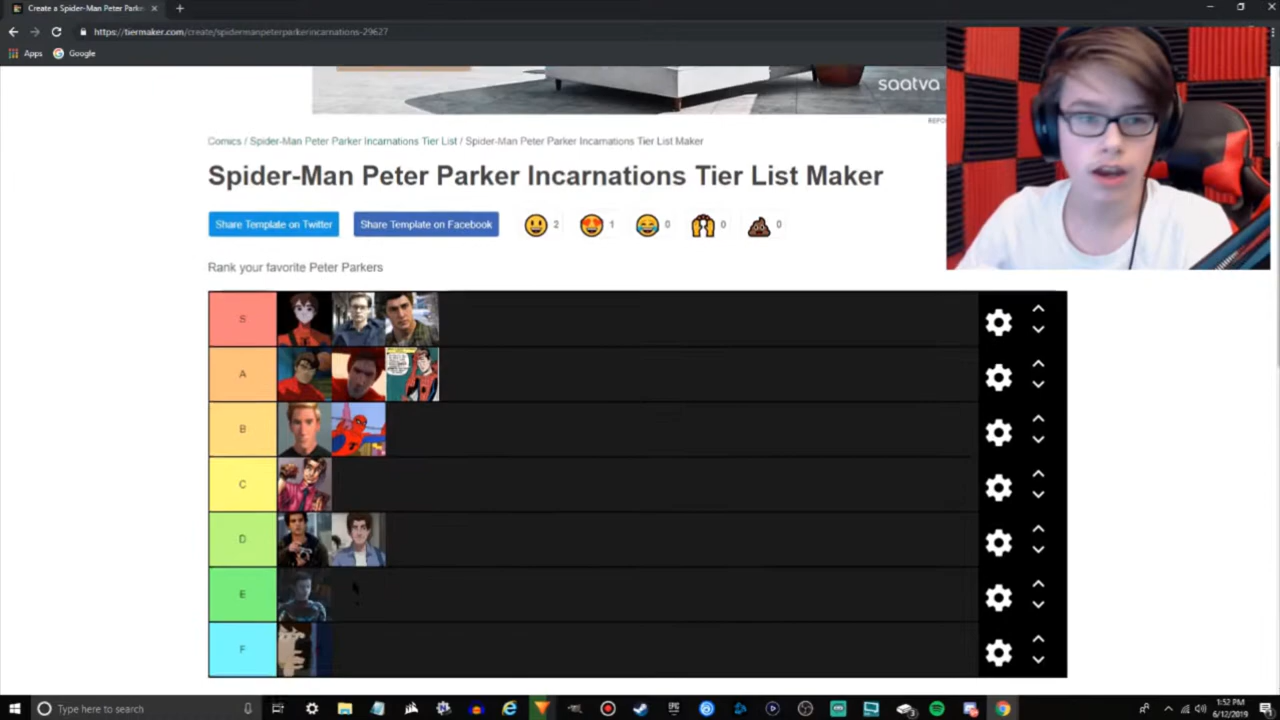 Create a Spider-Man Peter Park
https://tiermaker.com/create/spidermanpeterparkerincarnations-29627
Apps
Google
saatva
Comics / Spider-Man Peter Parker Incarnations Tier List / Spider-Man Peter Parker Incarnations Tier List Maker
Spider-Man Peter Parker Incarnations Tier List Maker
Share Template on Twitter
Share Template on Facebook
2
1
0
0
0
Rank your favorite Peter Parkers
S
A
B
C
D
E
F
Type here to search
1:52 PM
6/12/2019